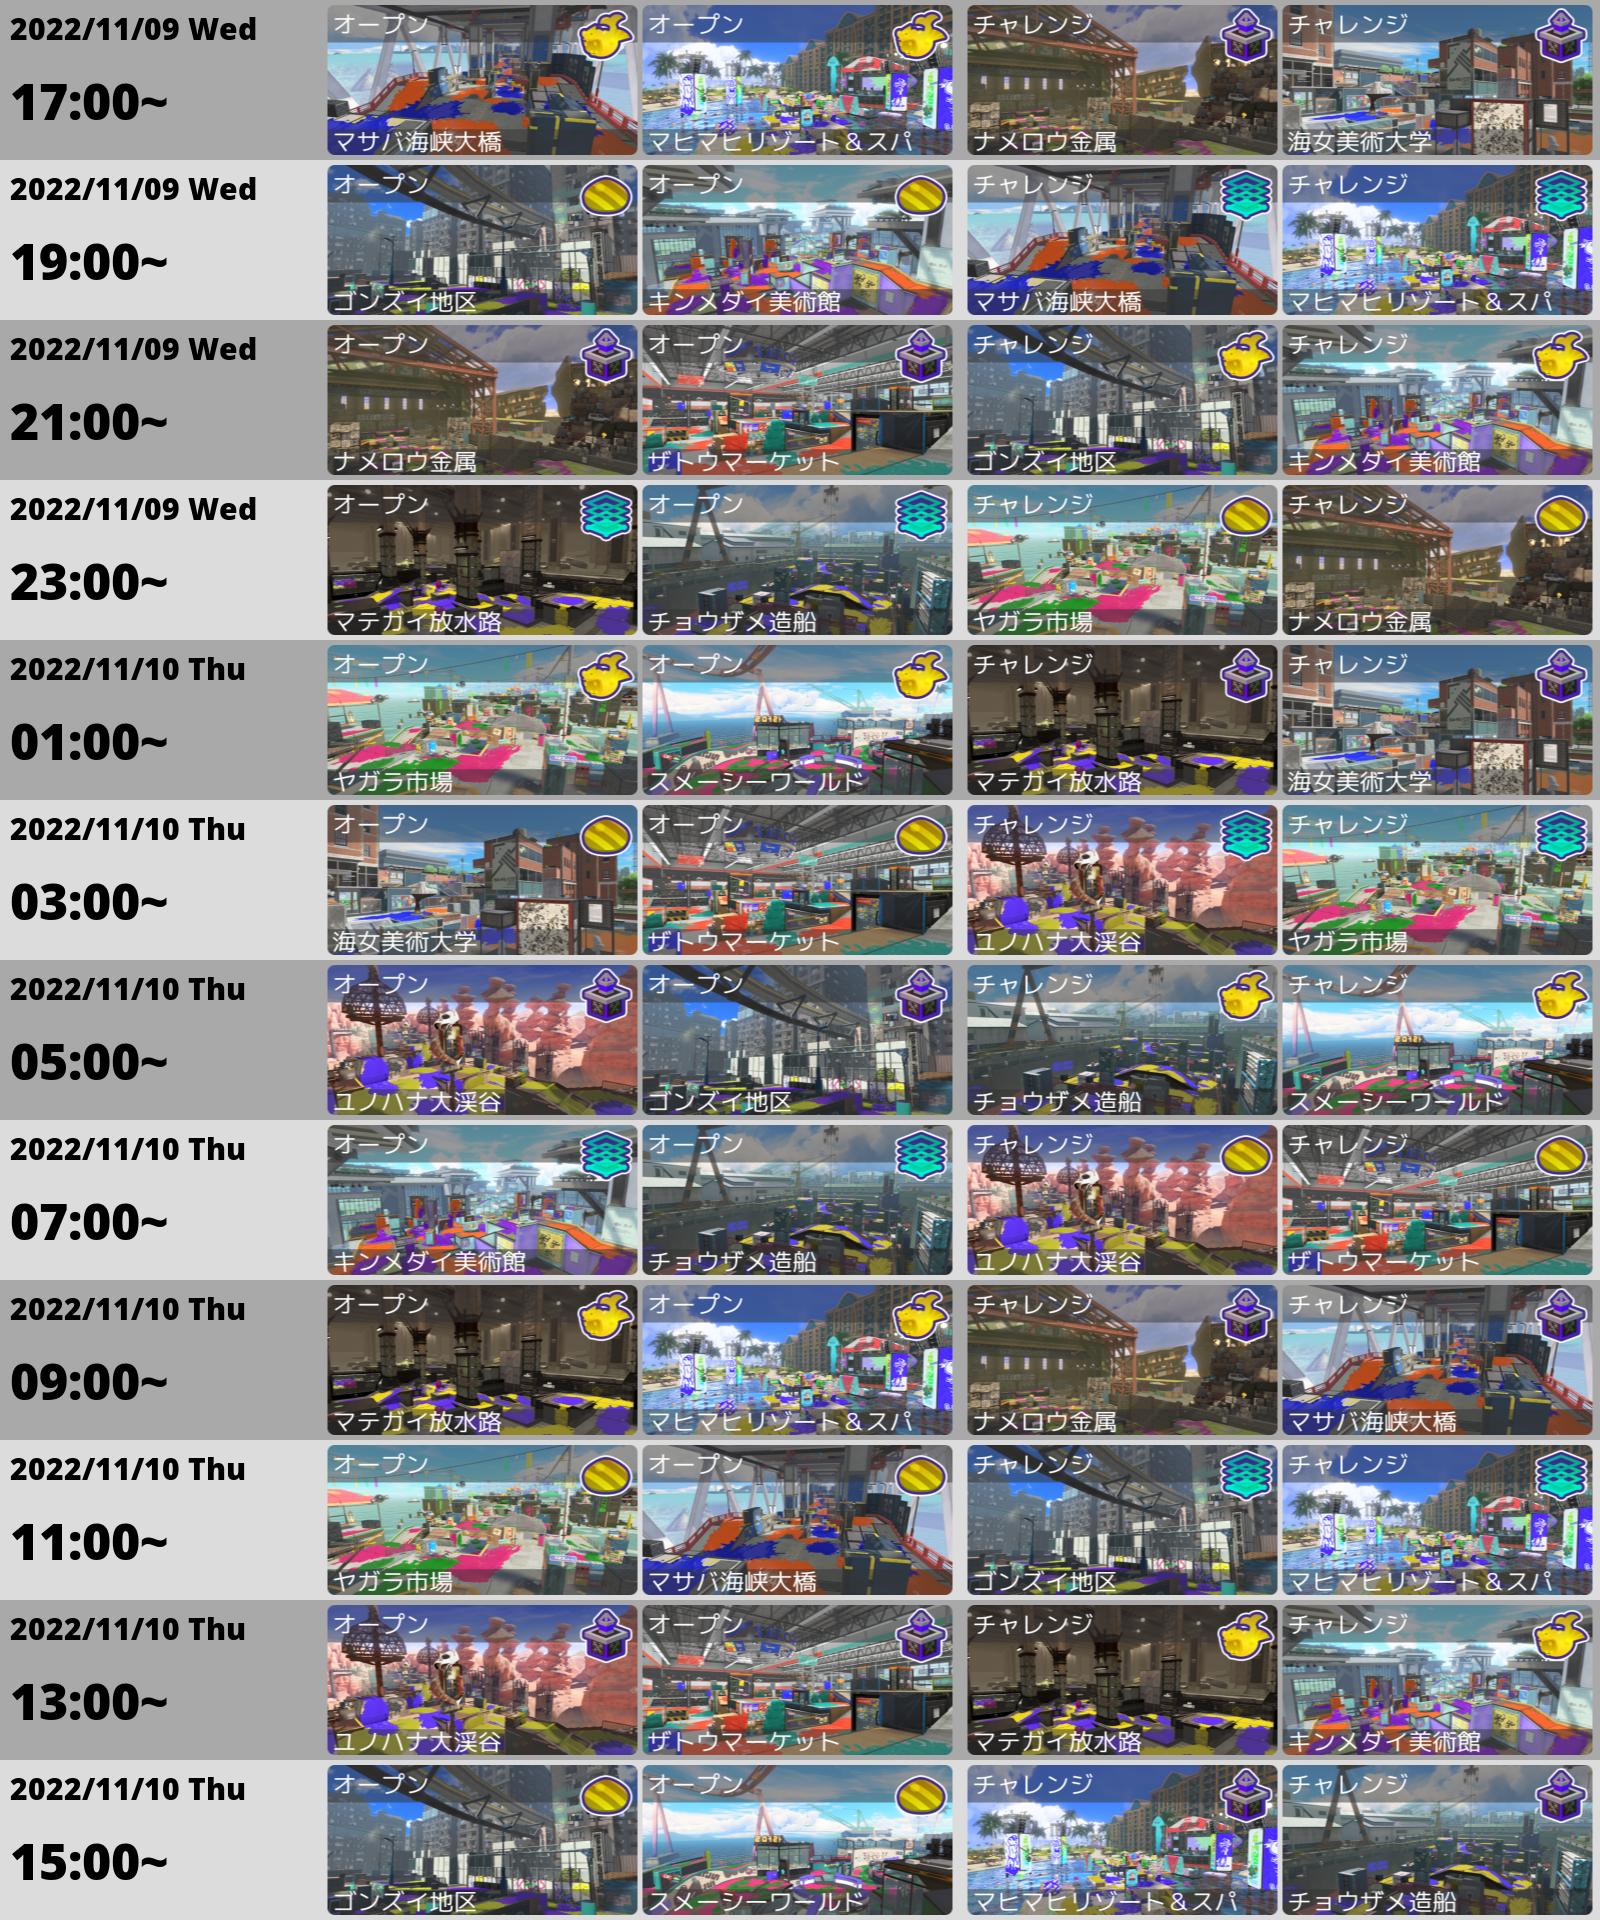 2022/11/09 Wed
17:00~
オープン
マサバ海峡大橋
オープン
マヒマヒリゾート＆スパ
チャレンジ
ナメロウ金属
チャレンジ
海女美術大学
2022/11/09 Wed
19:00~
オープン
ゴンズイ地区
オープン
キンメダイ美術館
チャレンジ
マサバ海峡大橋
チャレンジ
マヒマヒリゾート＆スパ
2022/11/09 Wed
21:00~
オープン
ナメロウ金属
オープン
ザトウマーケット
チャレンジ
ゴンズイ地区
チャレンジ
キンメダイ美術館
2022/11/09 Wed
23:00~
オープン
マテガイ放水路
オープン
チョウザメ造船
チャレンジ
ヤガラ市場
チャレンジ
ナメロウ金属
2022/11/10 Thu
01:00~
オープン
ヤガラ市場
オープン
スメーシーワールド
チャレンジ
マテガイ放水路
チャレンジ
海女美術大学
2022/11/10 Thu
03:00~
オープン
海女美術大学
オープン
ザトウマーケット
チャレンジ
ユノハナ大渓谷
チャレンジ
ヤガラ市場
2022/11/10 Thu
05:00~
オープン
ユノハナ大渓谷
オープン
ゴンズイ地区
チャレンジ
チョウザメ造船
チャレンジ
スメーシーワールド
2022/11/10 Thu
07:00~
オープン
キンメダイ美術館
オープン
チョウザメ造船
チャレンジ
ユノハナ大渓谷
チャレンジ
ザトウマーケット
2022/11/10 Thu
09:00~
オープン
マテガイ放水路
オープン
マヒマヒリゾート＆スパ
チャレンジ
ナメロウ金属
チャレンジ
マサバ海峡大橋
2022/11/10 Thu
11:00~
オープン
ヤガラ市場
オープン
マサバ海峡大橋
チャレンジ
ゴンズイ地区
チャレンジ
マヒマヒリゾート＆スパ
2022/11/10 Thu
13:00~
オープン
ユノハナ大渓谷
オープン
ザトウマーケット
チャレンジ
マテガイ放水路
チャレンジ
キンメダイ美術館
2022/11/10 Thu
15:00~
オープン
ゴンズイ地区
オープン
スメーシーワールド
チャレンジ
マヒマヒリゾート＆スパ
チャレンジ
チョウザメ造船